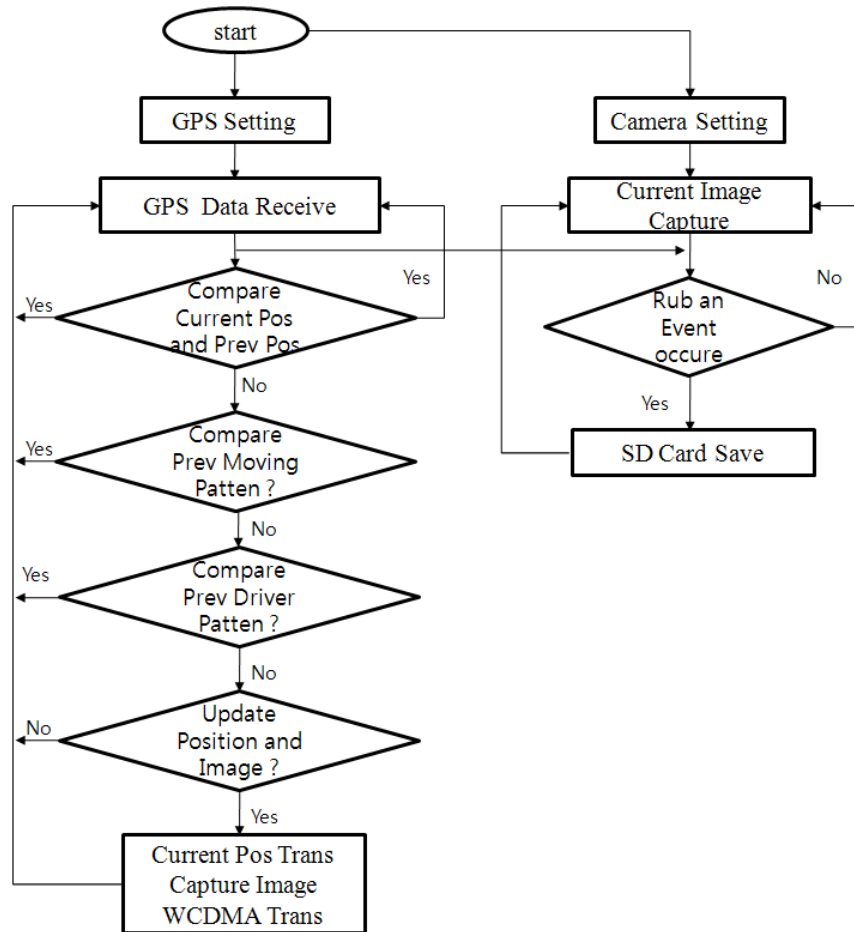 start
GPS Setting
Camera Setting
GPS  Data Receive
Current Image
Capture
Yes
Yes
Compare
Current Pos
and Prev Pos
No
Rub an
Event
occure
No
Yes
Compare
Prev Moving
Patten ?
Yes
SD Card Save
No
Yes
Compare
Prev Driver
Patten ?
No
No
Update
Position and
Image ?
Yes
Current Pos Trans
Capture Image
WCDMA Trans